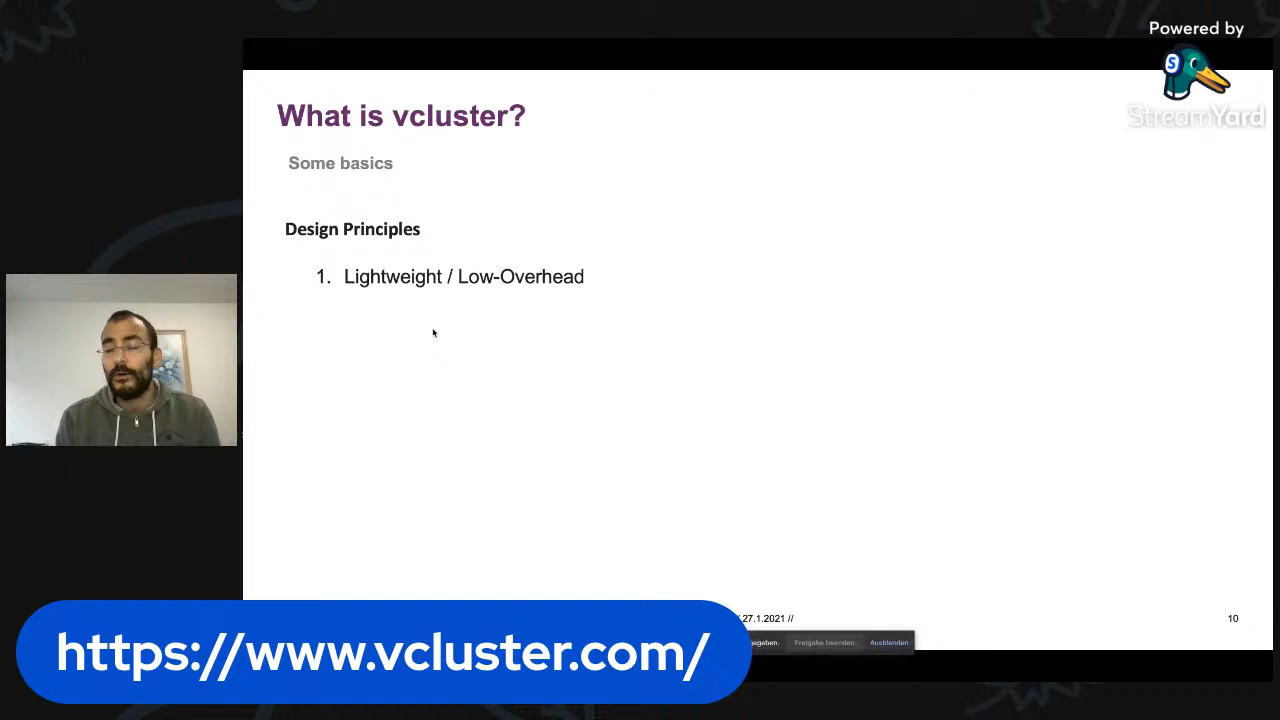 Powered by
StreamYard
What is vcluster?
Some basics
Design Principles
1. Lightweight / Low-Overhead
27.1.2021 //
10
gegeben.
Freigabe beenden
Ausblenden
https://www.vcluster.com/